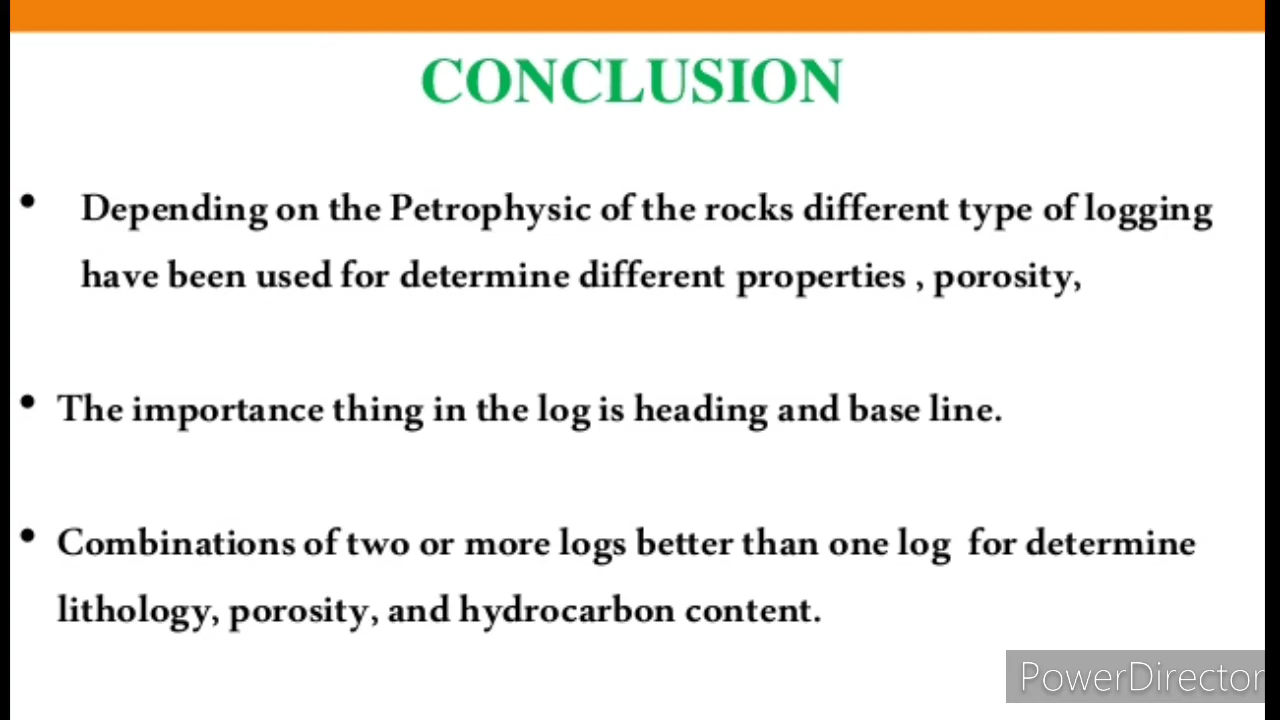 CONCLUSION
• Depending on the Petrophysic of the rocks different type of logging
have been used for determine different properties , porosity,
• The importance thing in the log is heading and base line.
• Combinations of two or more logs better than one log for determine
lithology, porosity, and hydrocarbon content.
PowerDirector